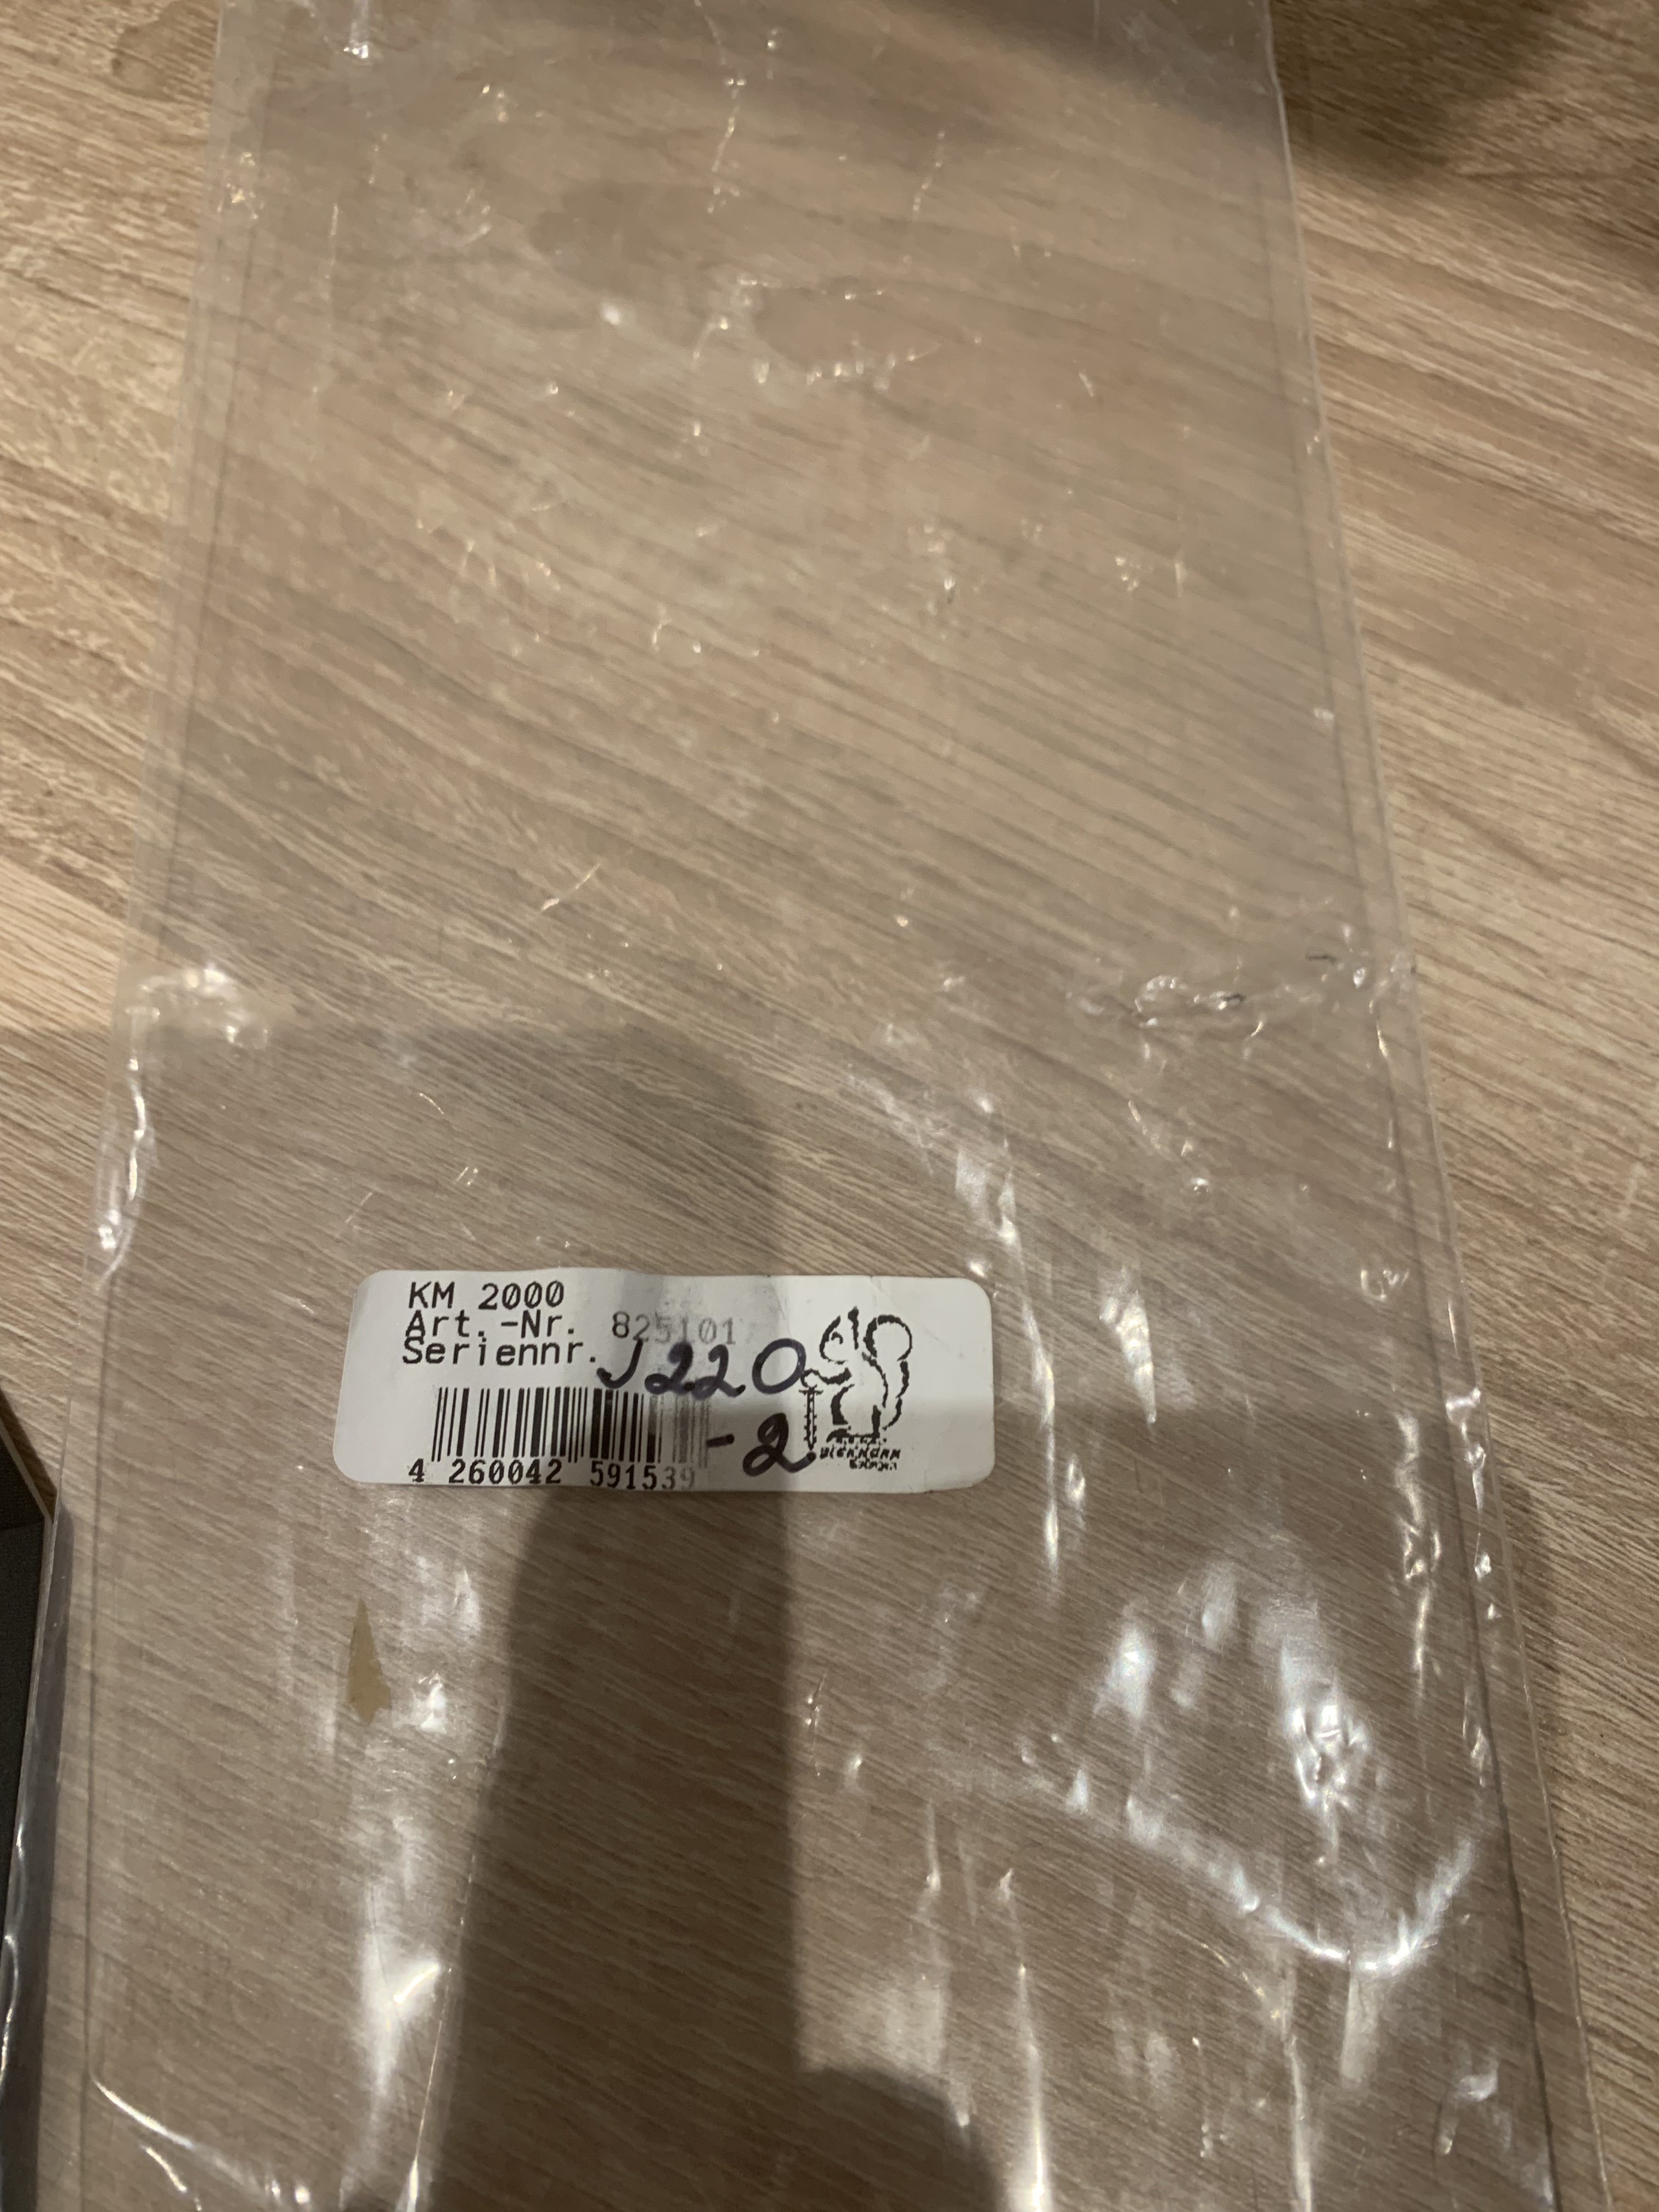 KM 2000
Art.-Nr. 825101
Seriennr. J220
-2
4 260042 591539